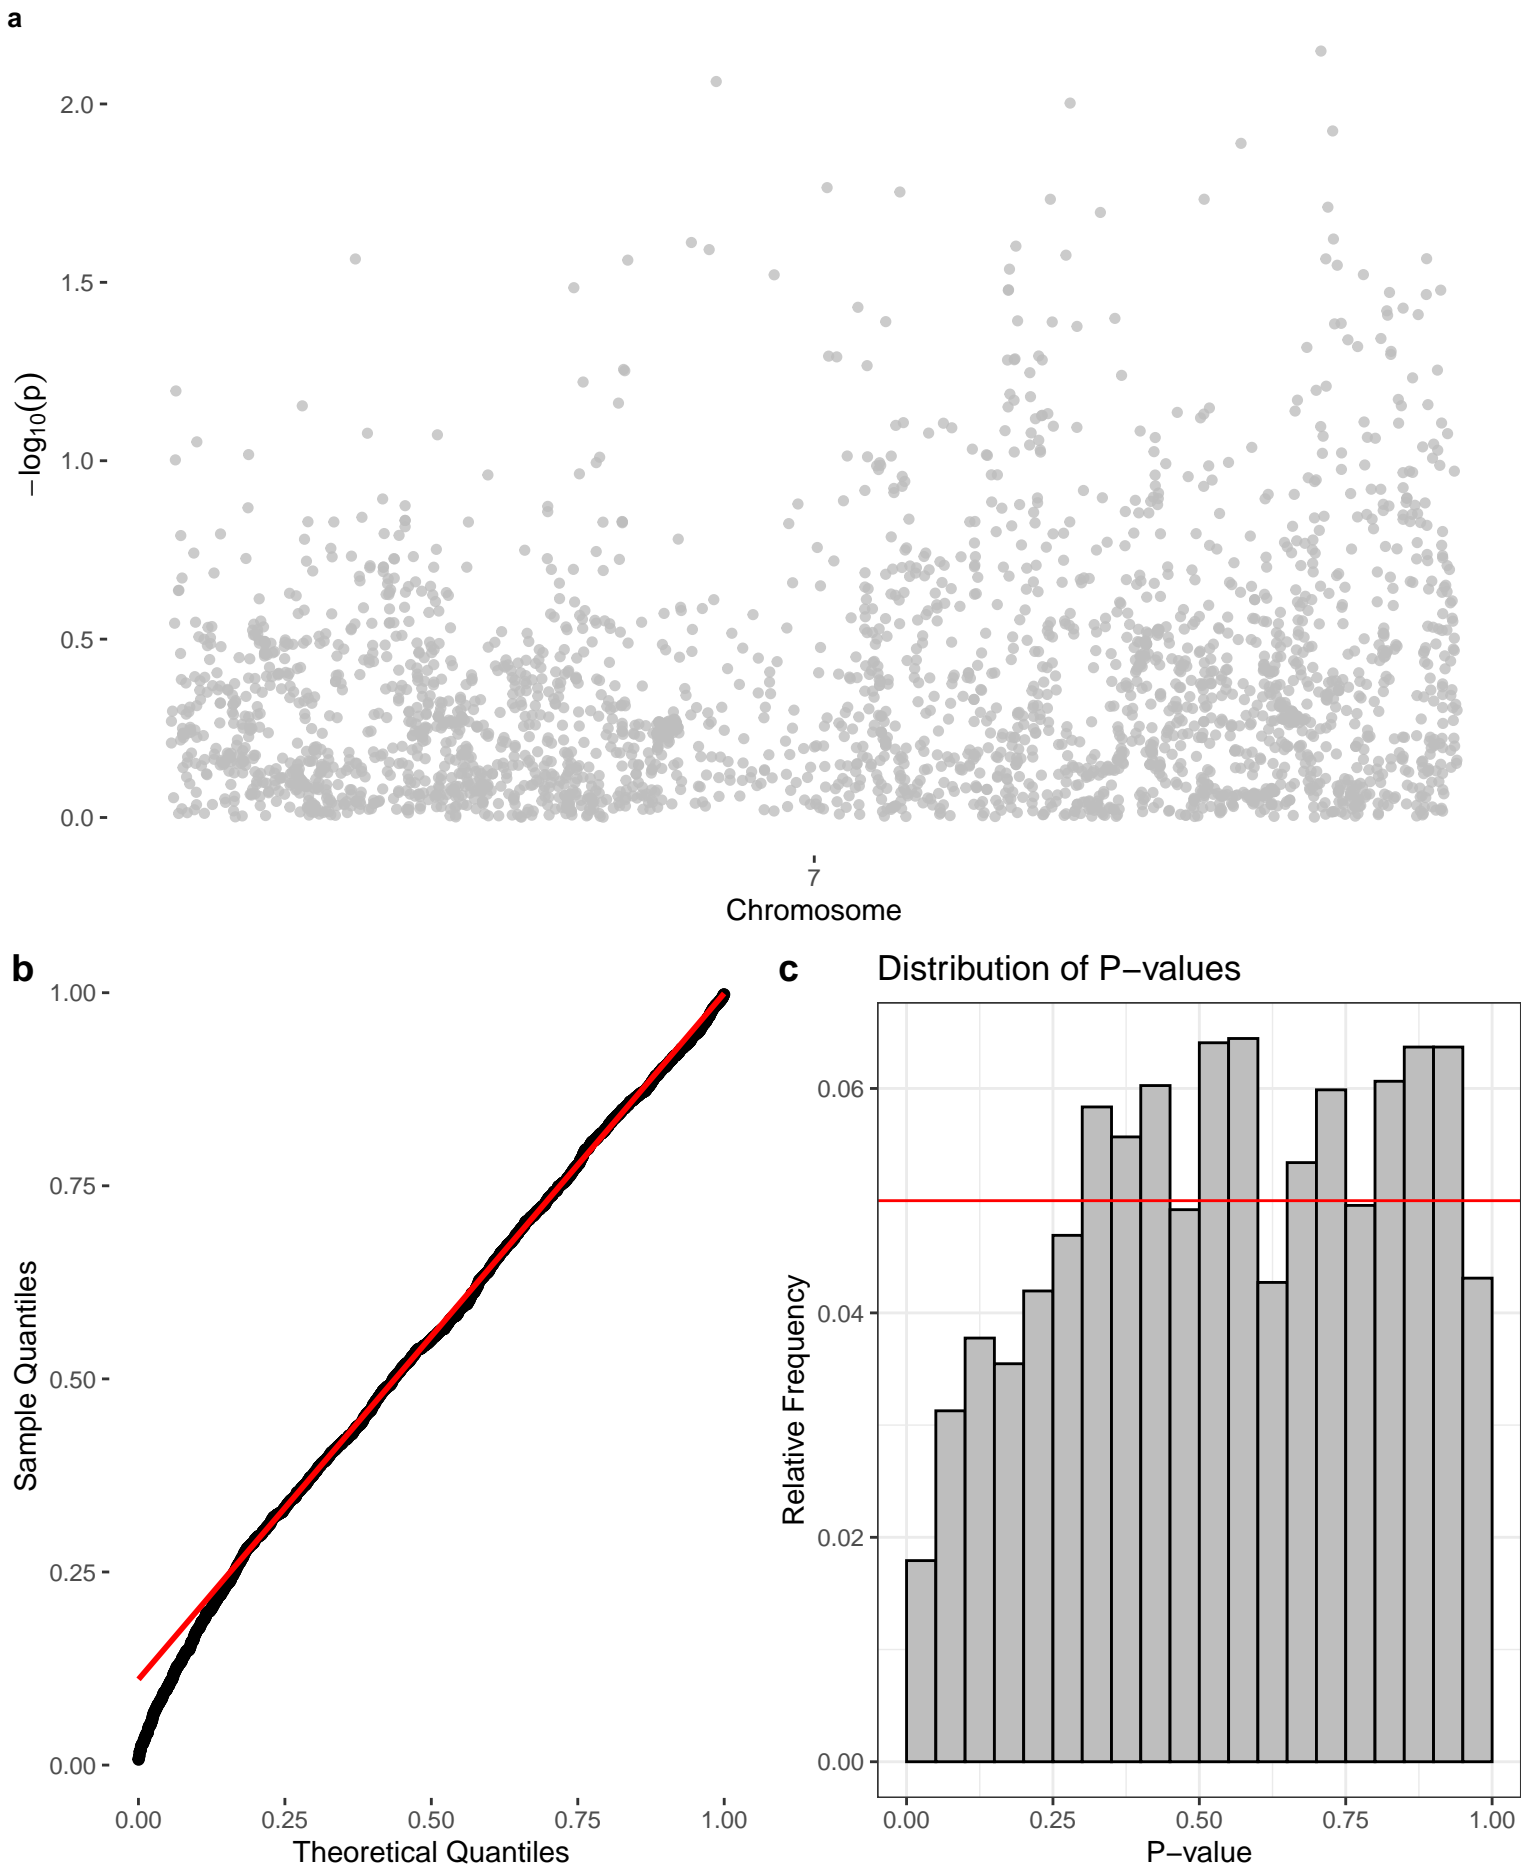 a
2.0
1.5
1.0
0.5
0.0
−log10(p)
7
Chromosome
b
1.00
0.75
0.50
0.25
0.00
Sample Quantiles
0.00 0.25 0.50 0.75 1.00
Theoretical Quantiles
c
Distribution of P−values
0.06
0.04
0.02
0.00
Relative Frequency
0.00 0.25 0.50 0.75 1.00
P−value